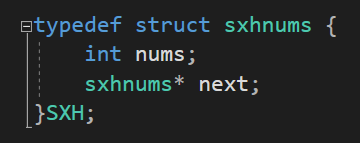 typedef struct sxhnums {
    int nums;
    sxhnums* next;
}SXH;